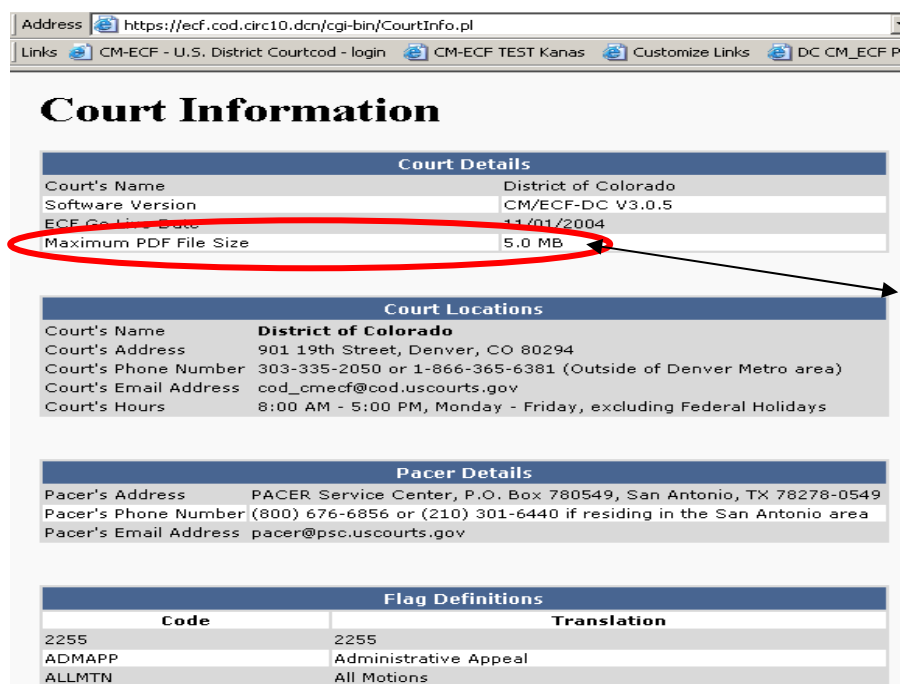 Address https://ecf.cod.circ10.dcn/cgi-bin/CourtInfo.pl
Links CM-ECF - U.S. District Courtcod - login CM-ECF TEST Kanas Customize Links DC CM_ECF P
Court Information
Court Details
Court's Name District of Colorado
Software Version CM/ECF-DC V3.0.5
ECF Go Live Date 11/01/2004
Maximum PDF File Size 5.0 MB
Court Locations
Court's Name District of Colorado
Court's Address 901 19th Street, Denver, CO 80294
Court's Phone Number 303-335-2050 or 1-866-365-6381 (Outside of Denver Metro area)
Court's Email Address cod_cmecf@cod.uscourts.gov
Court's Hours 8:00 AM - 5:00 PM, Monday - Friday, excluding Federal Holidays
Pacer Details
Pacer's Address PACER Service Center, P.O. Box 780549, San Antonio, TX 78278-0549
Pacer's Phone Number (800) 676-6856 or (210) 301-6440 if residing in the San Antonio area
Pacer's Email Address pacer@psc.uscourts.gov
Flag Definitions
Code Translation
2255 2255
ADMAPP Administrative Appeal
ALLMTN All Motions